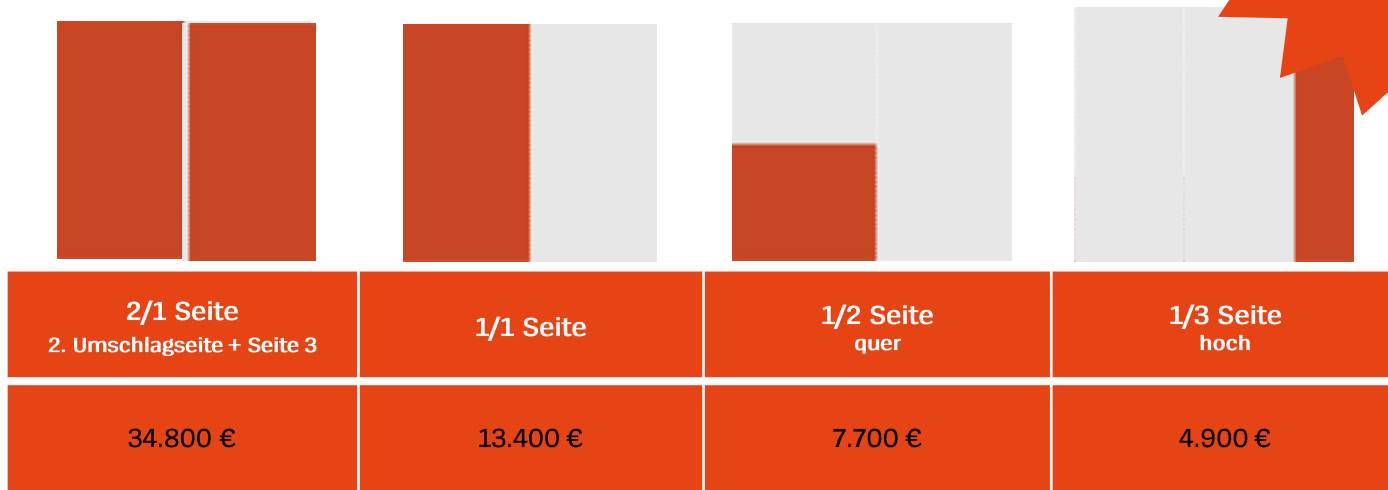 2/1 Seite
2. Umschlagseite + Seite 3
1/1 Seite
1/2 Seite
quer
1/3 Seite
hoch
34.800 €
13.400 €
7.700 €
4.900 €